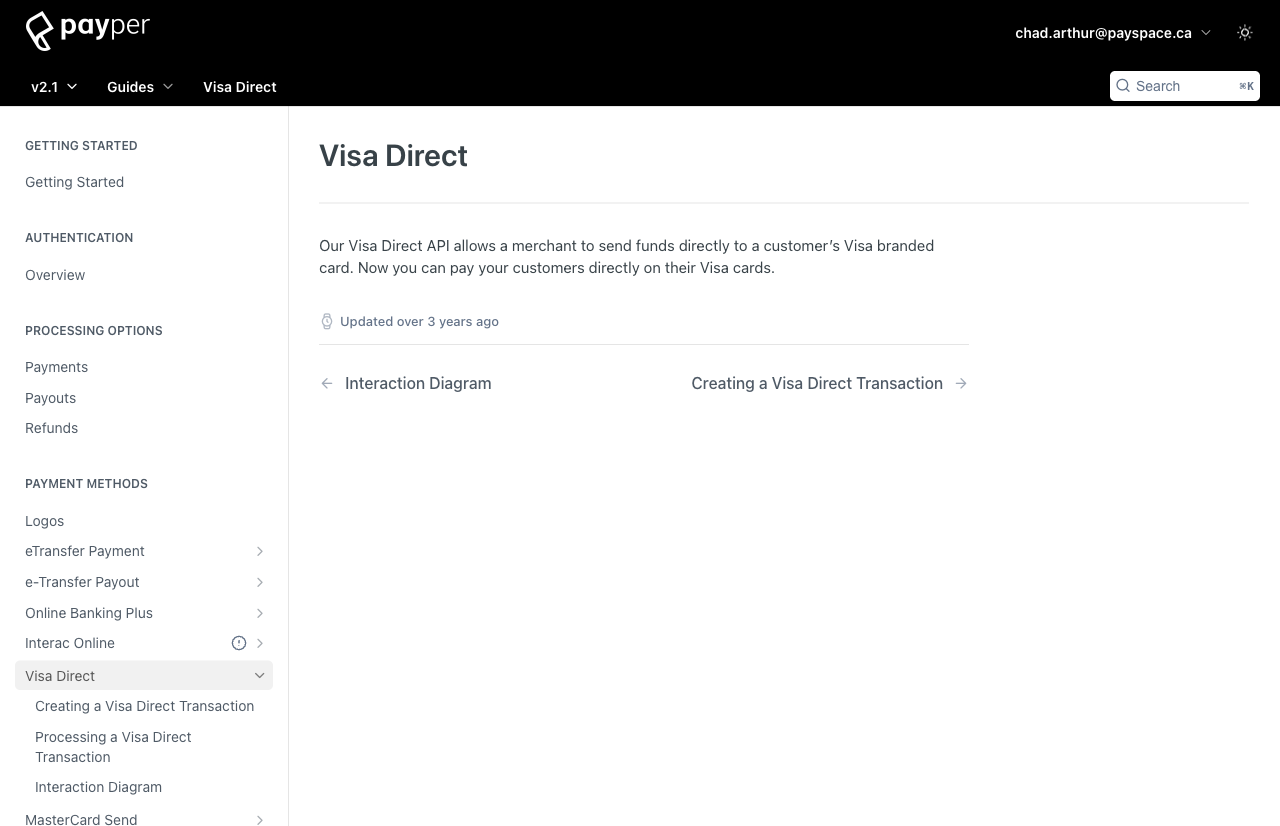 payper
chad.arthur@payspace.ca
v2.1
Guides
Visa Direct
Search
⌘K
GETTING STARTED
Getting Started
AUTHENTICATION
Overview
PROCESSING OPTIONS
Payments
Payouts
Refunds
PAYMENT METHODS
Logos
eTransfer Payment
e-Transfer Payout
Online Banking Plus
Interac Online
Visa Direct
Creating a Visa Direct Transaction
Processing a Visa Direct
Transaction
Interaction Diagram
MasterCard Send
Visa Direct
Our Visa Direct API allows a merchant to send funds directly to a customer’s Visa branded
card. Now you can pay your customers directly on their Visa cards.
Updated over 3 years ago
Interaction Diagram
Creating a Visa Direct Transaction